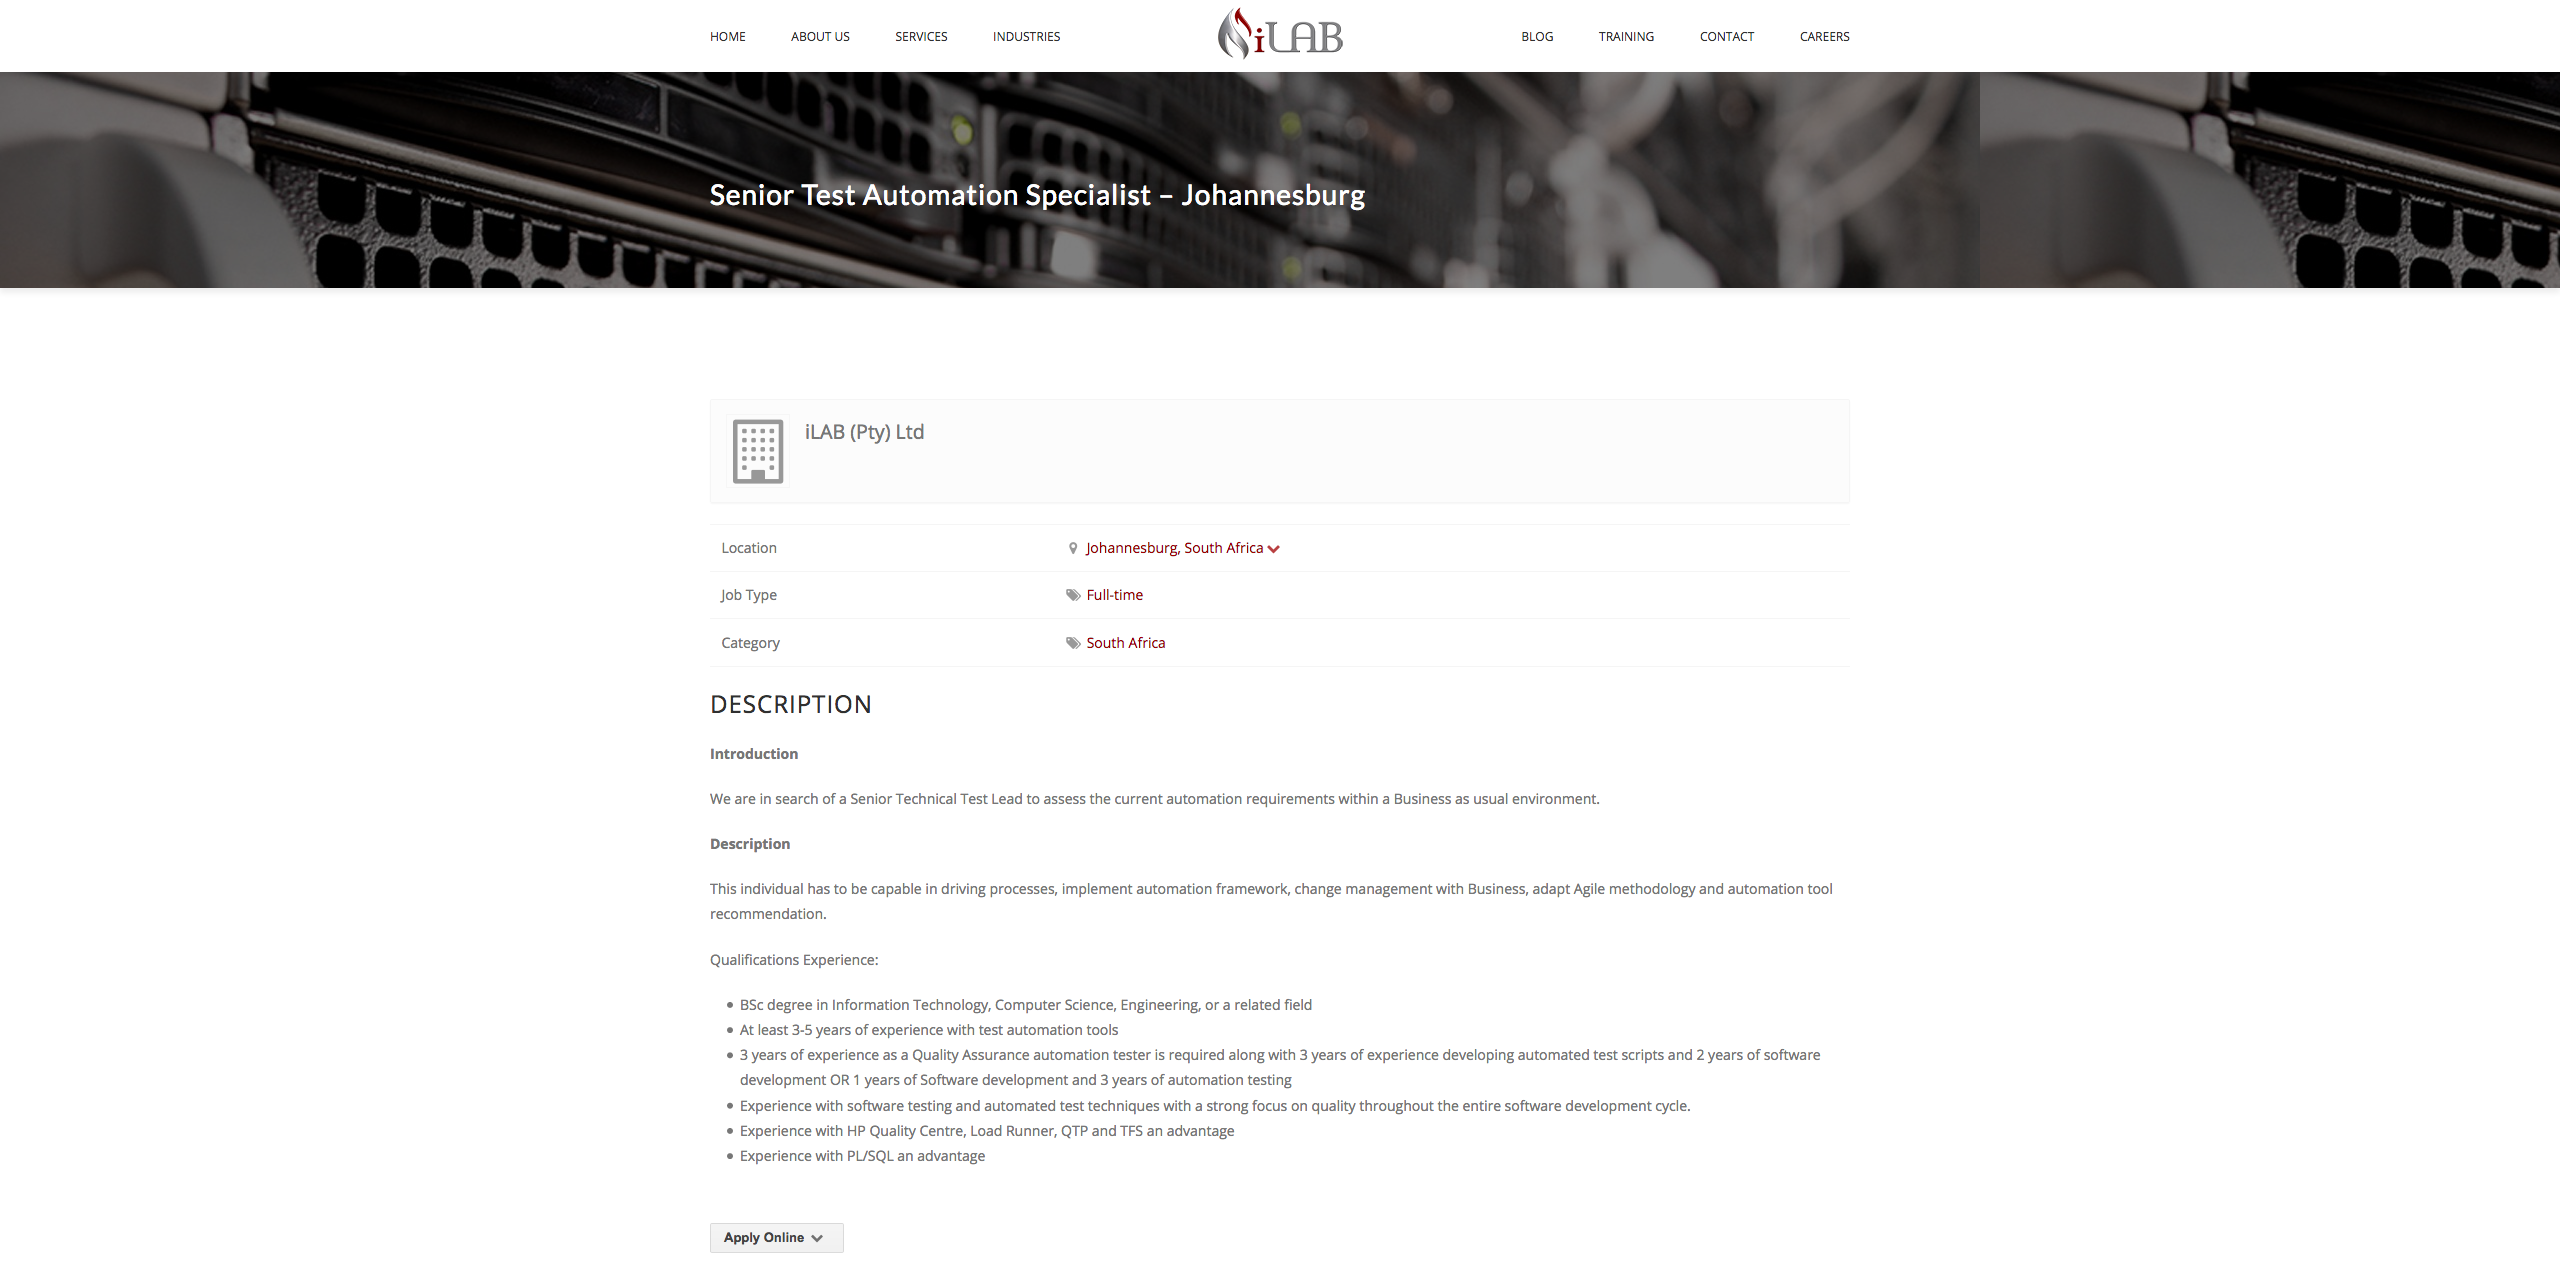 HOME ABOUT US SERVICES INDUSTRIES iLAB BLOG TRAINING CONTACT CAREERS
Senior Test Automation Specialist – Johannesburg
iLAB (Pty) Ltd
Location Johannesburg, South Africa
Job Type Full-time
Category South Africa
DESCRIPTION
Introduction
We are in search of a Senior Technical Test Lead to assess the current automation requirements within a Business as usual environment.
Description
This individual has to be capable in driving processes, implement automation framework, change management with Business, adapt Agile methodology and automation tool
recommendation.
Qualifications Experience:
• BSc degree in Information Technology, Computer Science, Engineering, or a related field
• At least 3-5 years of experience with test automation tools
• 3 years of experience as a Quality Assurance automation tester is required along with 3 years of experience developing automated test scripts and 2 years of software
development OR 1 years of Software development and 3 years of automation testing
• Experience with software testing and automated test techniques with a strong focus on quality throughout the entire software development cycle.
• Experience with HP Quality Centre, Load Runner, QTP and TFS an advantage
• Experience with PL/SQL an advantage
Apply Online